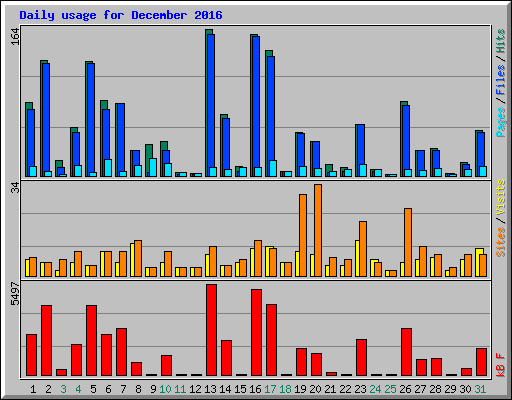 Daily usage for December 2016
164
Pages / Files / Hits
34
Sites / Visits
5497
kB F
1 2 3 4 5 6 7 8 9 10 11 12 13 14 15 16 17 18 19 20 21 22 23 24 25 26 27 28 29 30 31